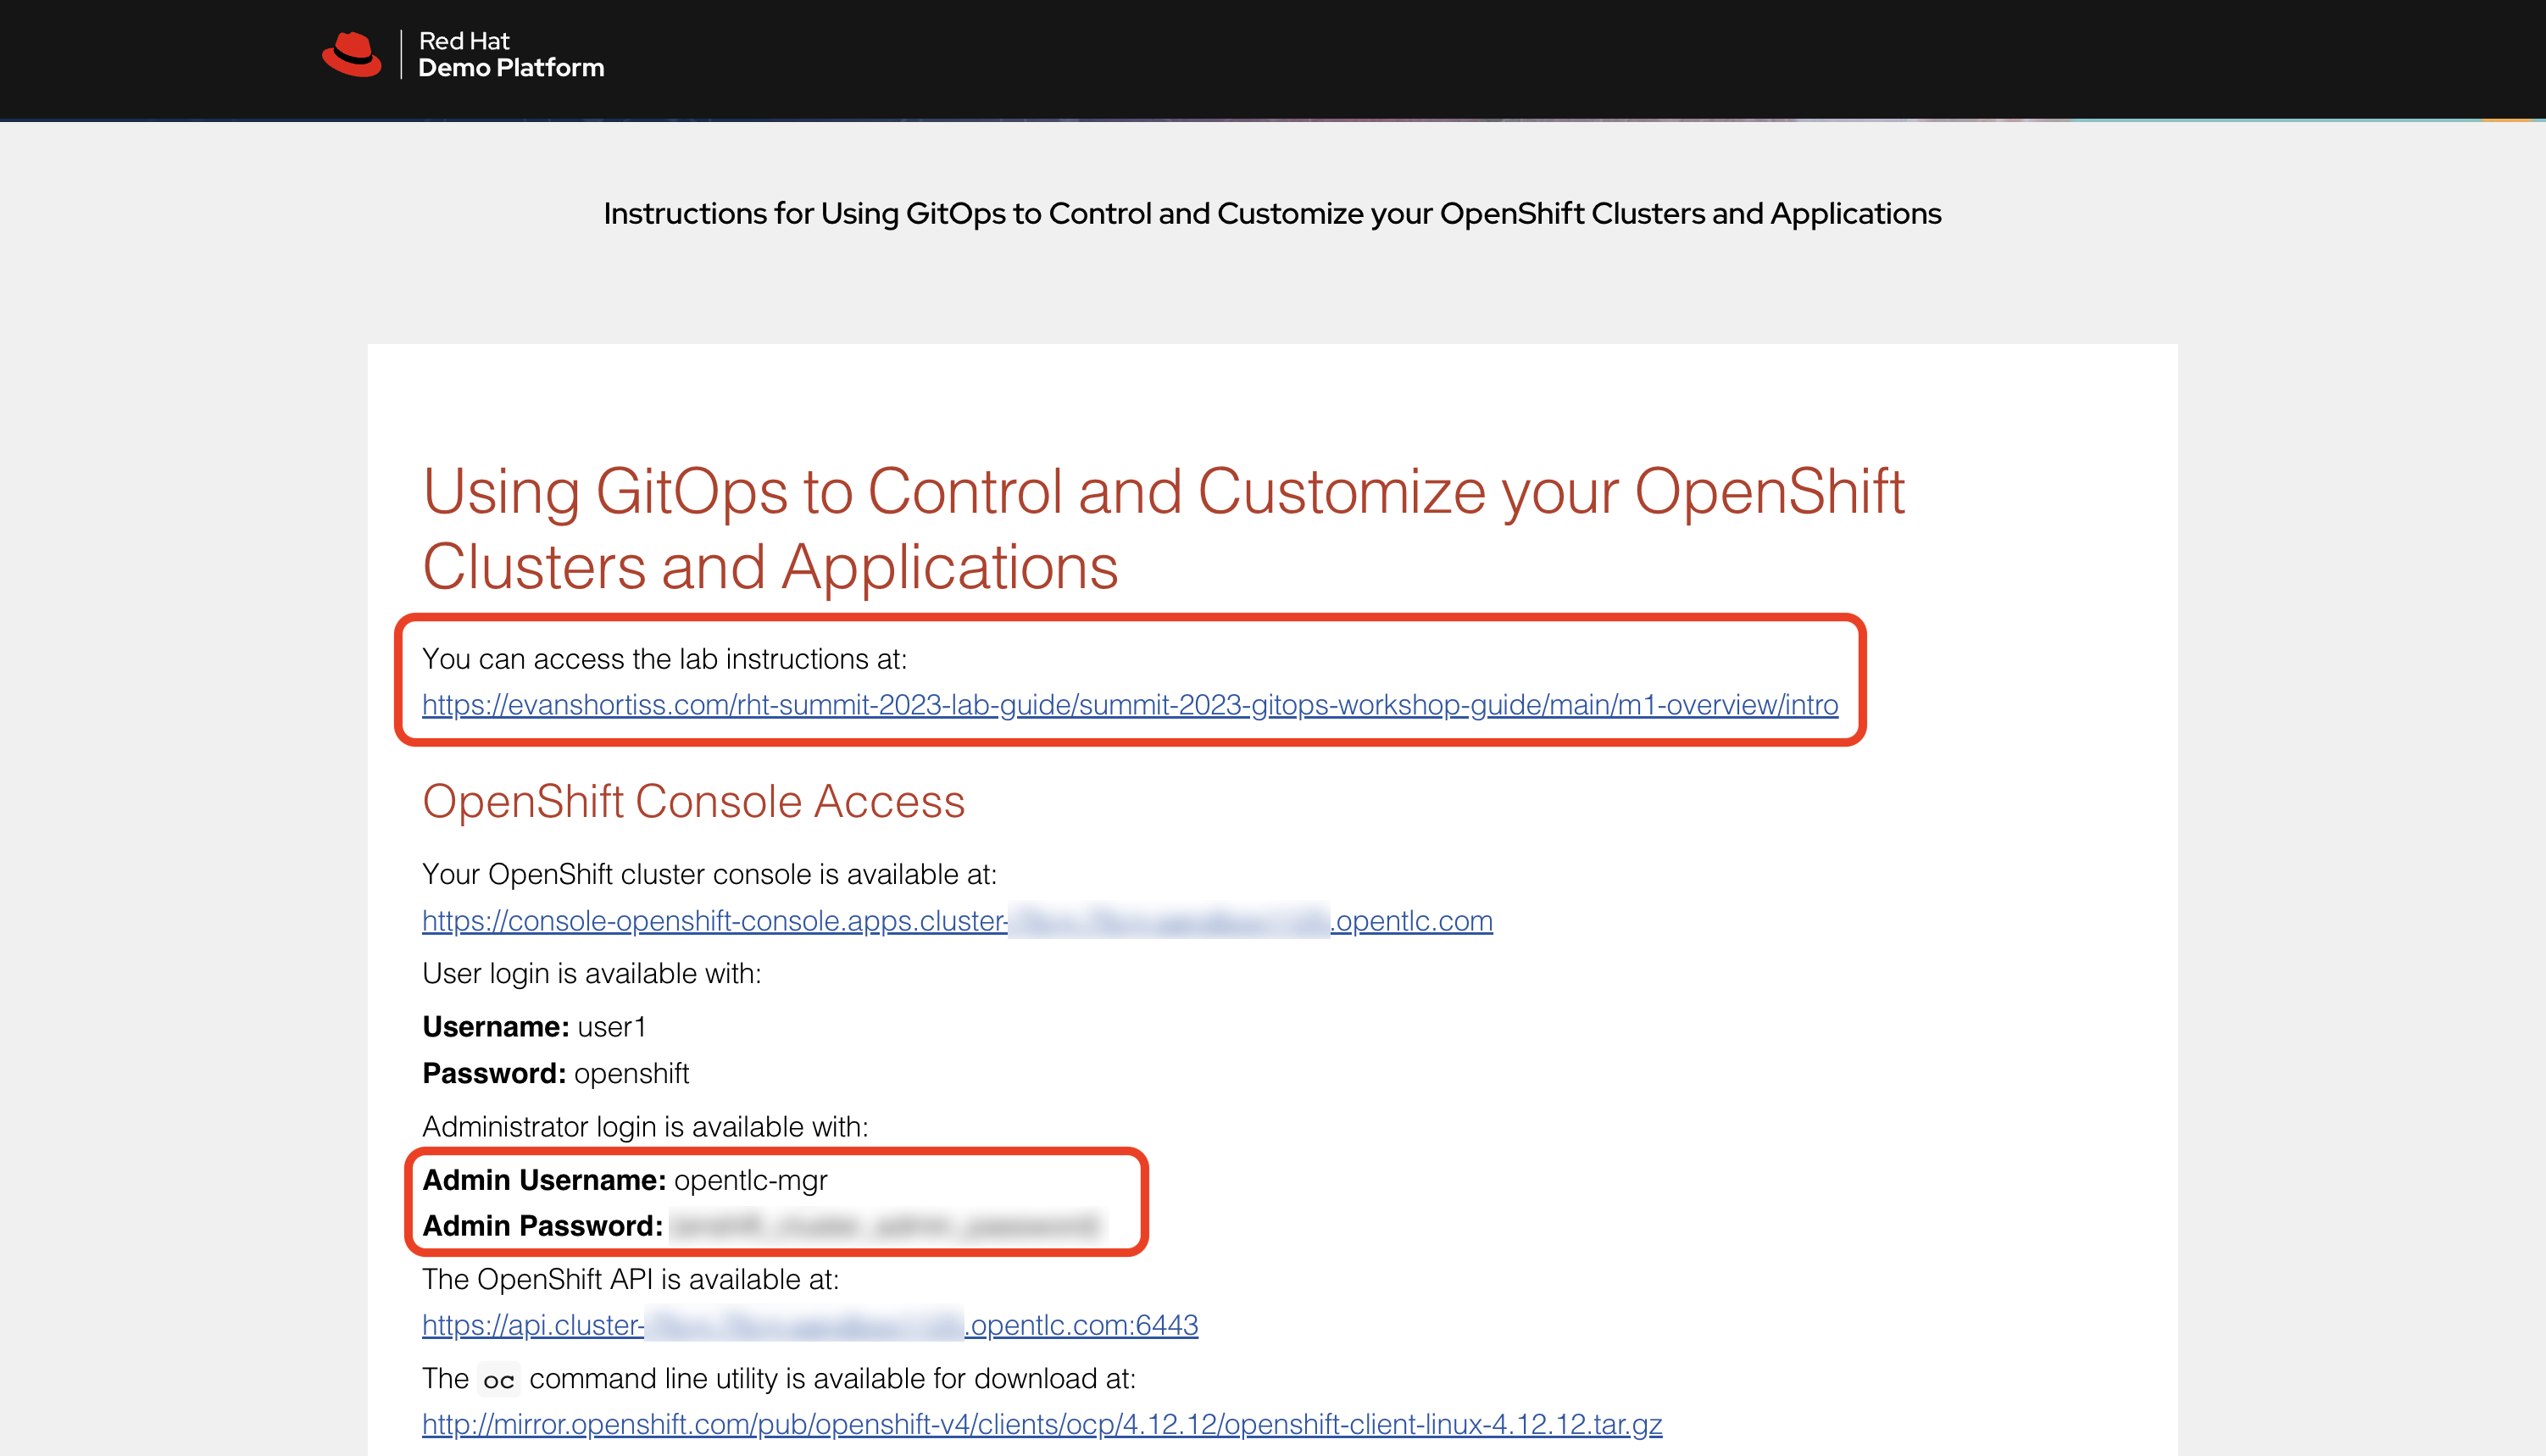 Red Hat
Demo Platform
Instructions for Using GitOps to Control and Customize your OpenShift Clusters and Applications
Using GitOps to Control and Customize your OpenShift
Clusters and Applications
You can access the lab instructions at:
https://evanshortiss.com/rht-summit-2023-lab-guide/summit-2023-gitops-workshop-guide/main/m1-overview/intro
OpenShift Console Access
Your OpenShift cluster console is available at:
https://console-openshift-console.apps.cluster- .opentlc.com
User login is available with:
Username: user1
Password: openshift
Administrator login is available with:
Admin Username: opentlc-mgr
Admin Password:
The OpenShift API is available at:
https://api.cluster- .opentlc.com:6443
The oc command line utility is available for download at:
http://mirror.openshift.com/pub/openshift-v4/clients/ocp/4.12.12/openshift-client-linux-4.12.12.tar.gz